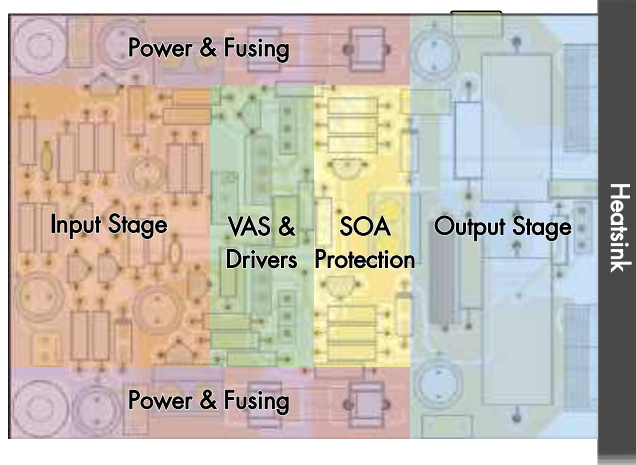 Power & Fusing
Input Stage
VAS &
Drivers
SOA
Protection
Output Stage
Heatsink
Power & Fusing